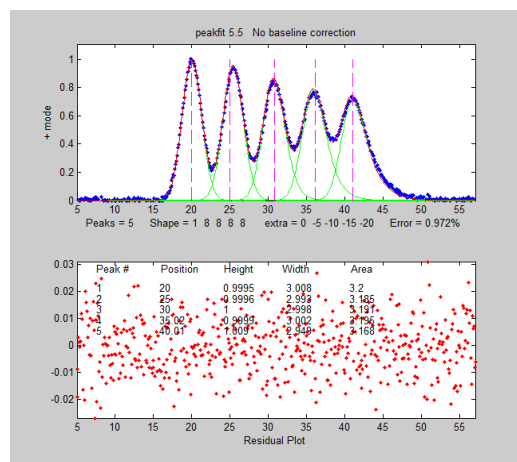 peakfit 5.5 No baseline correction
+ mode
1
0.8
0.6
0.4
0.2
0
5 10 15 20 25 30 35 40 45 50 55
Peaks = 5 Shape = 1 8 8 8 8 extra = 0 -5 -10 -15 -20 Error = 0.972%
0.03
0.02
0.01
0
-0.01
-0.02
Peak # Position Height Width Area
1 20 0.9995 3.008 3.2
2 25 0.9996 2.993 3.185
3 30 1 2.998 3.191
4 35.02 0.9999 3.002 3.196
5 40.01 1.009 2.949 3.168
5 10 15 20 25 30 35 40 45 50 55
Residual Plot